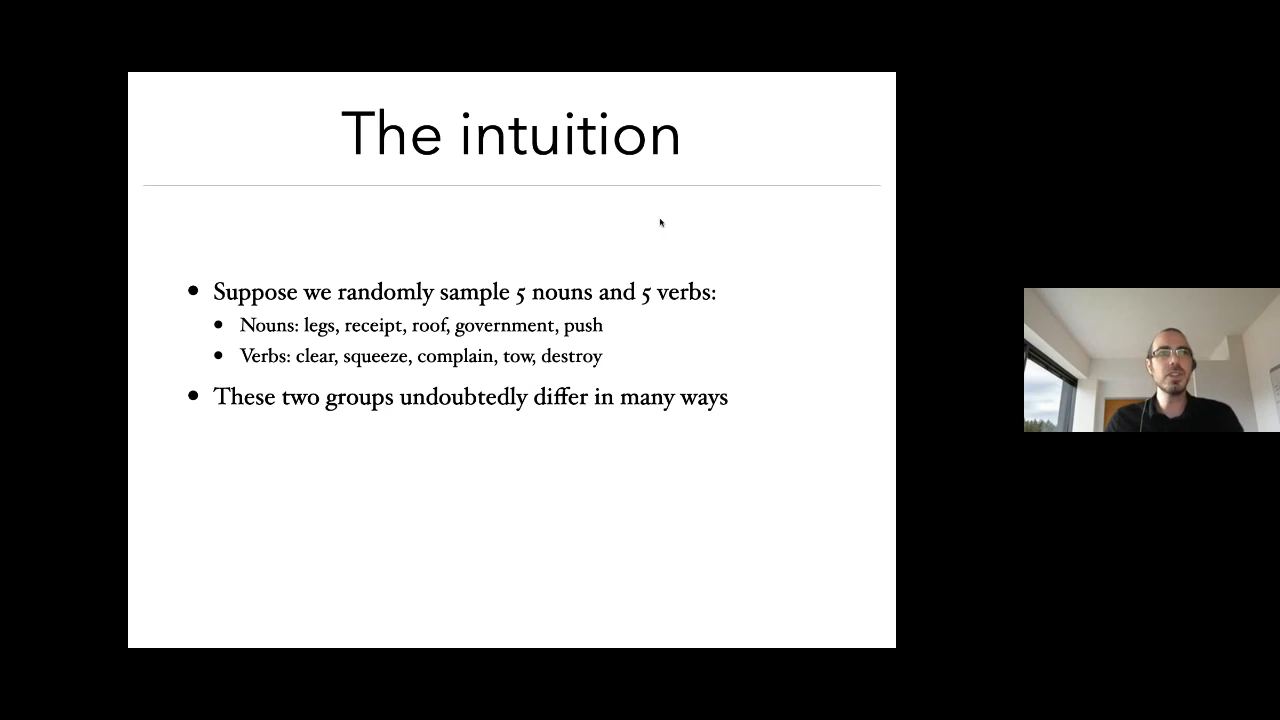 The intuition
• Suppose we randomly sample 5 nouns and 5 verbs:
• Nouns: legs, receipt, roof, government, push
• Verbs: clear, squeeze, complain, tow, destroy
• These two groups undoubtedly differ in many ways